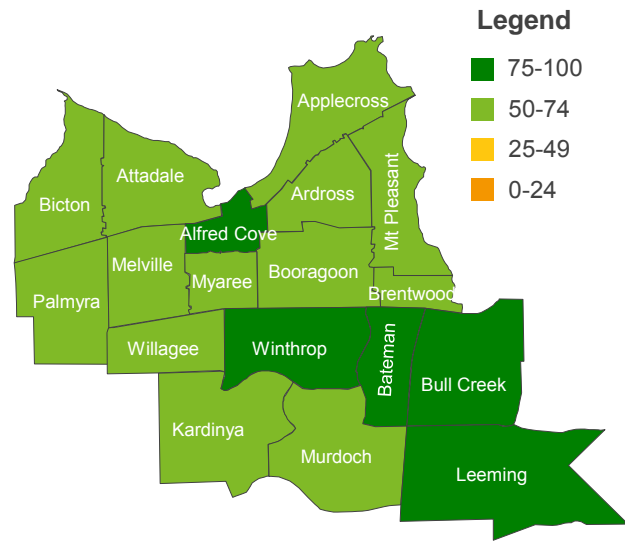 Legend
75-100
50-74
25-49
0-24
Applecross
Attadale
Ardross
Bicton
Mt Pleasant
Alfred Cove
Melville
Myaree
Booragoon
Brentwood
Palmyra
Willagee
Winthrop
Bateman
Bull Creek
Kardinya
Murdoch
Leeming